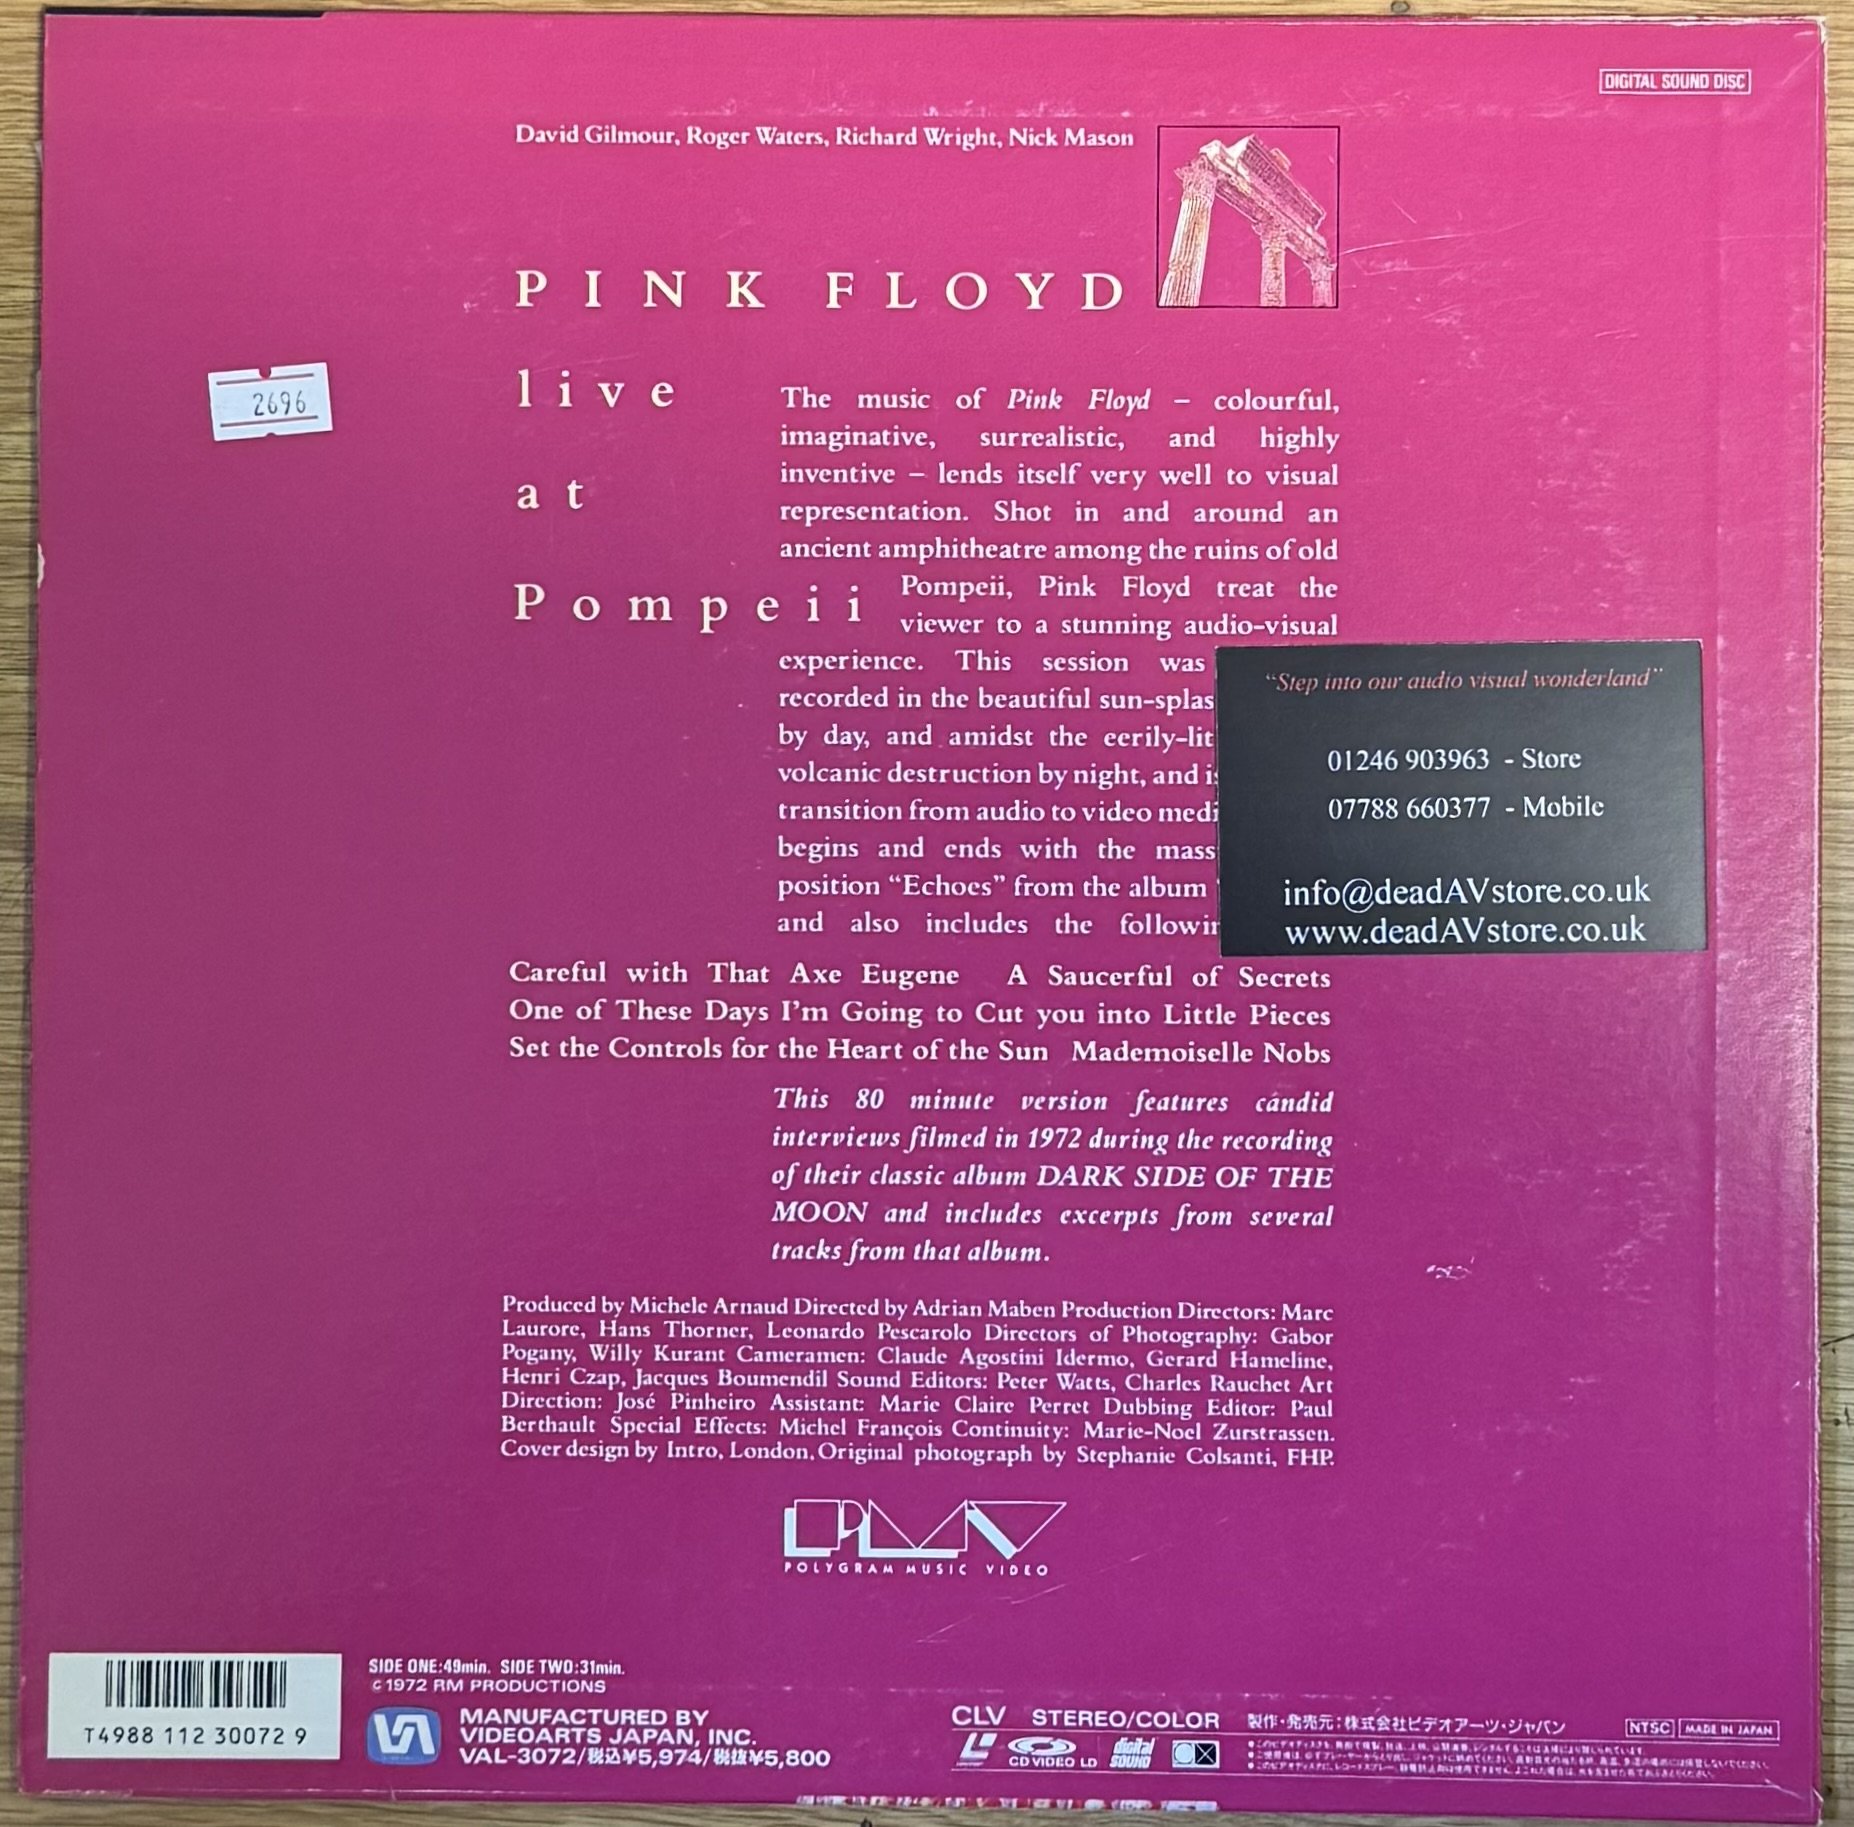 DIGITAL SOUND DISC
David Gilmour, Roger Waters, Richard Wright, Nick Mason
PINK FLOYD
live
at
Pompeii
2696
The music of Pink Floyd – colourful,
imaginative, surrealistic, and highly
inventive – lends itself very well to visual
representation. Shot in and around an
ancient amphitheatre among the ruins of old
Pompeii, Pink Floyd treat the
viewer to a stunning audio-visual
experience. This session was
recorded in the beautiful sun-splas
by day, and amidst the eerily-lit
volcanic destruction by night, and
transition from audio to video medi
begins and ends with the mass
position “Echoes” from the album
and also includes the followin
“Step into our audio visual wonderland”
01246 903963 - Store
07788 660377 - Mobile
info@deadAVstore.co.uk
www.deadAVstore.co.uk
Careful with That Axe Eugene A Saucerful of Secrets
One of These Days I'm Going to Cut you into Little Pieces
Set the Controls for the Heart of the Sun Mademoiselle Nobs
This 80 minute version features candid
interviews filmed in 1972 during the recording
of their classic album DARK SIDE OF THE
MOON and includes excerpts from several
tracks from that album.
Produced by Michele Arnaud Directed by Adrian Maben Production Directors: Marc
Laurore, Hans Thorner, Leonardo Pescarolo Directors of Photography: Gabor
Pogany, Willy Kurant Cameramen: Claude Agostini Idermo, Gerard Hameline,
Henri Czap, Jacques Boumendil Sound Editors: Peter Watts, Charles Rauchet Art
Direction: José Pinheiro Assistant: Marie Claire Perret Dubbing Editor: Paul
Berthault Special Effects: Michel François Continuity: Marie-Noel Zurstrassen.
Cover design by Intro, London. Original photograph by Stephanie Colsanti, FHP.
PMV
POLYGRAM MUSIC VIDEO
T4988 112 30072 9
SIDE ONE:49min. SIDE TWO:31min.
©1972 RM PRODUCTIONS
VA
MANUFACTURED BY
VIDEOARTS JAPAN, INC.
VAL-3072/税込¥5,974/税抜¥5,800
CLV STEREO/COLOR
CD VIDEO LD
digital SOUND
CX
製作・発売元：株式会社ビデオアーツ・ジャパン
NTSC
MADE IN JAPAN